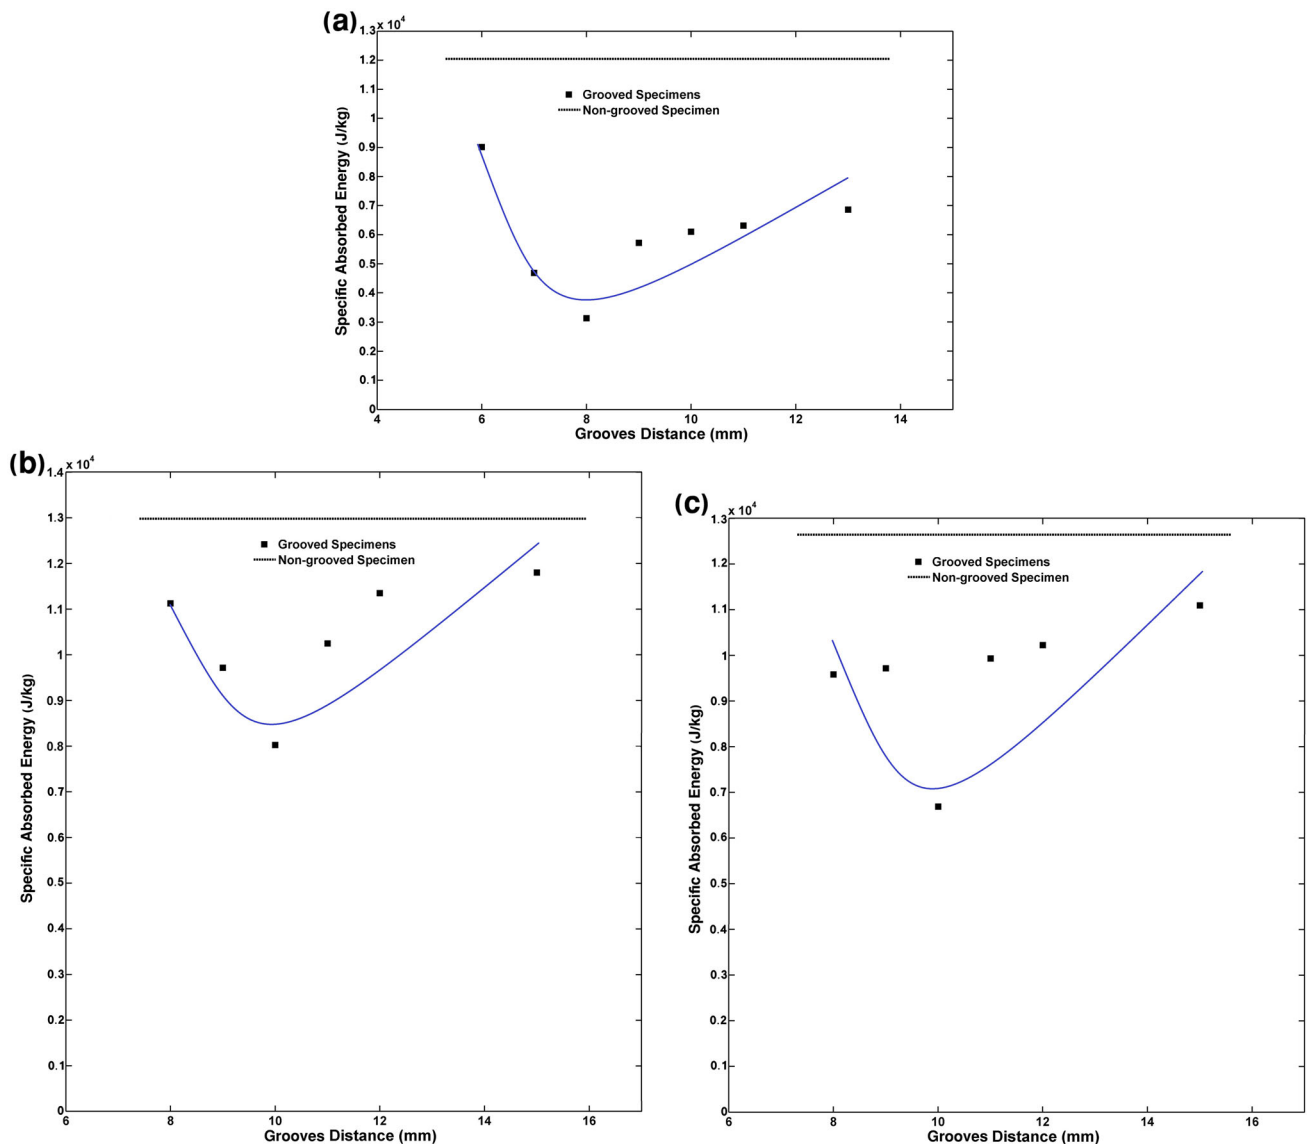 (a)
x 10^4
1.3
1.2
1.1
1
0.9
0.8
0.7
0.6
0.5
0.4
0.3
0.2
0.1
0
Specific Absorbed Energy (J/kg)
Grooved Specimens
Non-grooved Specimen
4 6 8 10 12 14
Grooves Distance (mm)
(b)
x 10^4
1.4
1.3
1.2
1.1
1
0.9
0.8
0.7
0.6
0.5
0.4
0.3
0.2
0.1
0
Specific Absorbed Energy (J/kg)
Grooved Specimens
Non-grooved Specimen
6 8 10 12 14 16
Grooves Distance (mm)
(c)
x 10^4
1.3
1.2
1.1
1
0.9
0.8
0.7
0.6
0.5
0.4
0.3
0.2
0.1
0
Specific Absorbed Energy (J/kg)
Grooved Specimens
Non-grooved Specimen
6 8 10 12 14 16
Grooves Distance (mm)